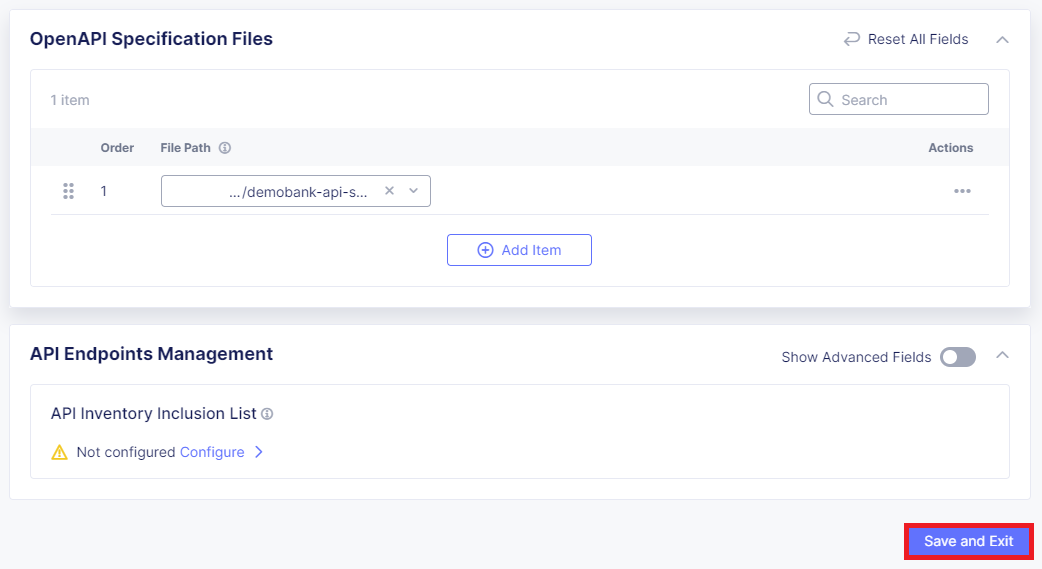 OpenAPI Specification Files
Reset All Fields
1 item
Search
Order File Path Actions
1 .../demobank-api-s...
Add Item
API Endpoints Management
Show Advanced Fields
API Inventory Inclusion List
Not configured Configure
Save and Exit